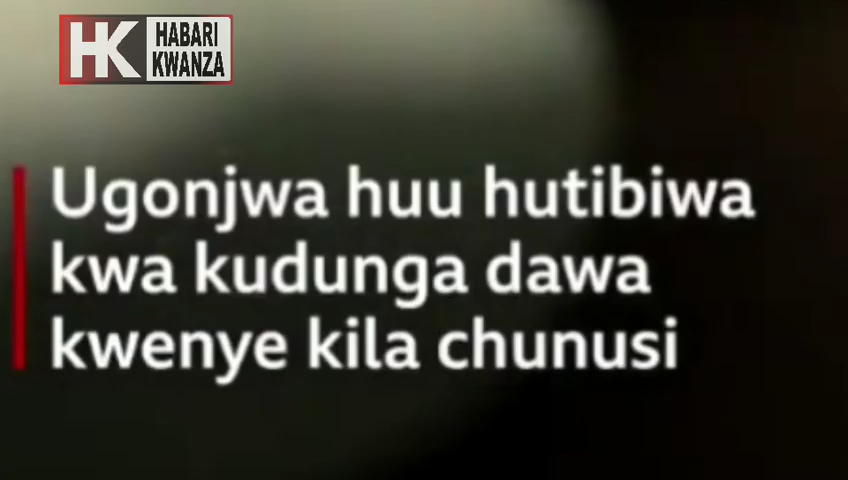 HK HABARI
KWANZA
Ugonjwa huu hutibiwa
kwa kudunga dawa
kwenye kila chunusi